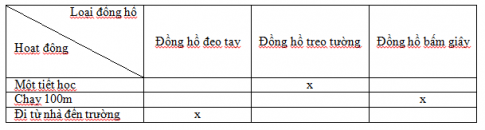 Loại đông hồ
Hoạt động
Đồng hồ đeo tay
Đồng hồ treo tường
Đồng hồ bấm giây
Một tiết học x
Chạy 100m x
Đi từ nhà đến trường x